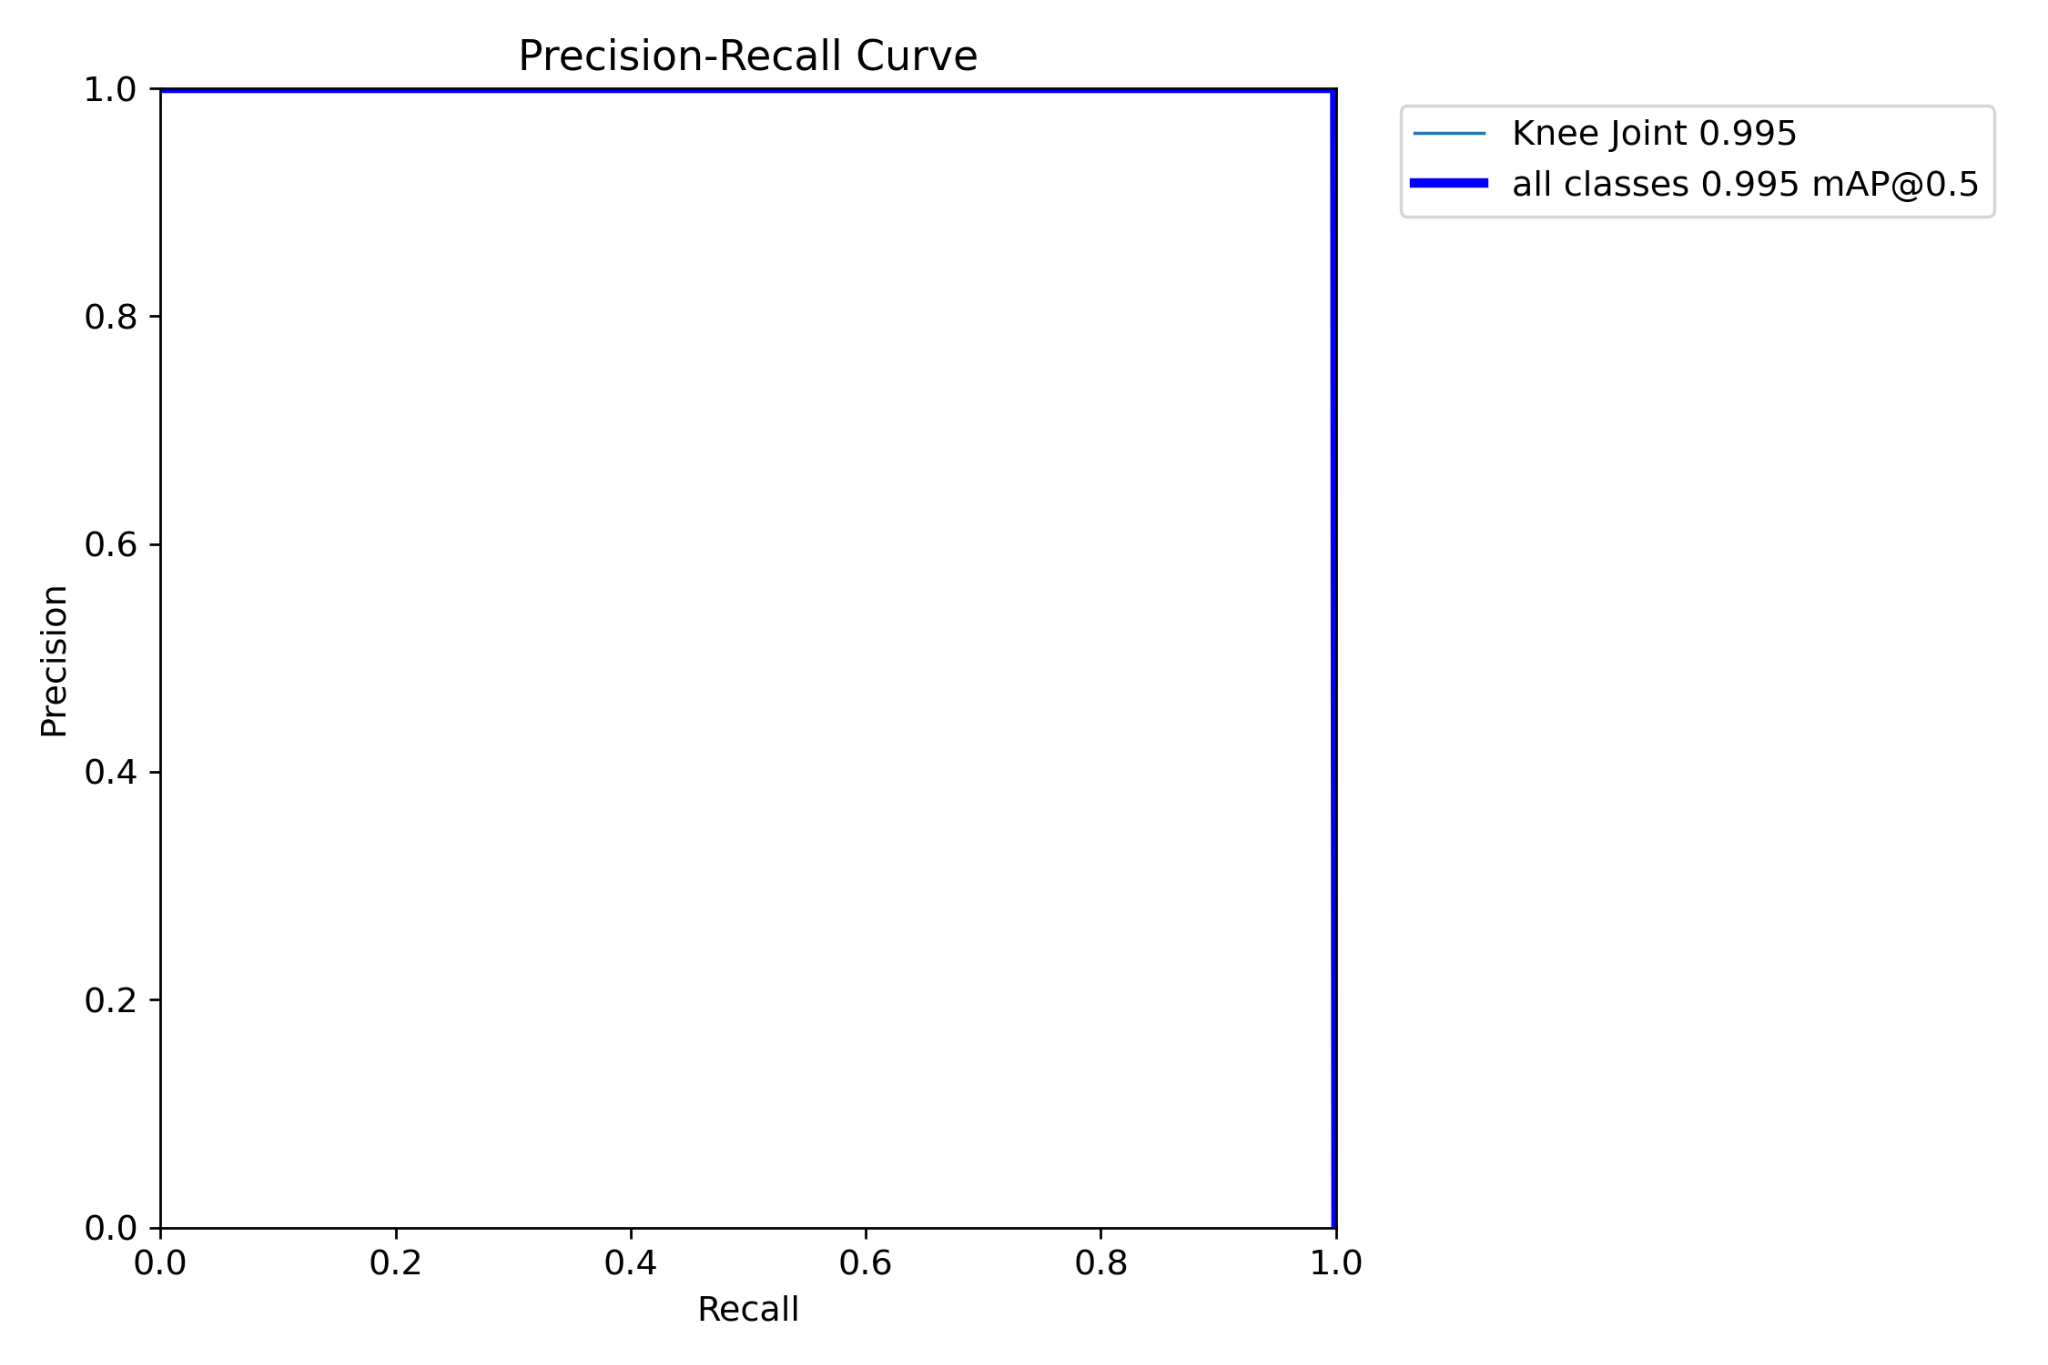 Precision-Recall Curve
Knee Joint 0.995
all classes 0.995 mAP@0.5
Precision
1.0
0.8
0.6
0.4
0.2
0.0
0.0 0.2 0.4 0.6 0.8 1.0
Recall